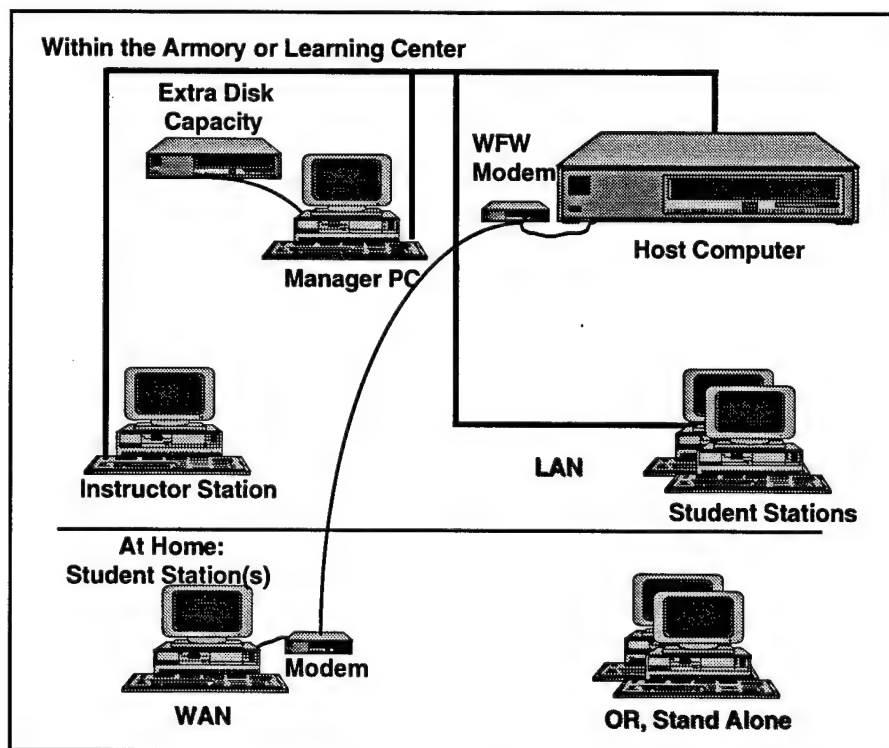 Within the Armory or Learning Center
Extra Disk
Capacity
WFW
Modem
Host Computer
Manager PC
Instructor Station
LAN
Student Stations
At Home:
Student Station(s)
Modem
WAN
OR, Stand Alone